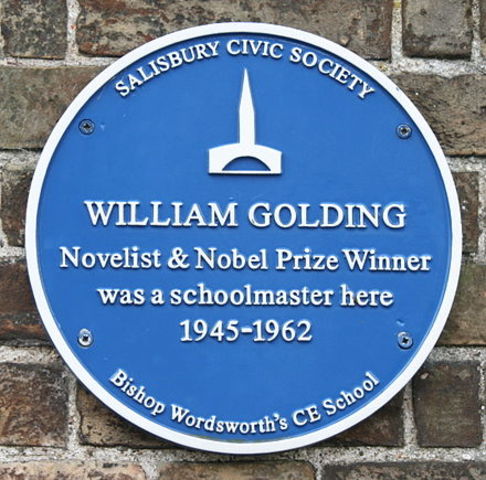 SALISBURY CIVIC SOCIETY
WILLIAM GOLDING
Novelist & Nobel Prize Winner
was a schoolmaster here
1945-1962
Bishop Wordsworth's CE School